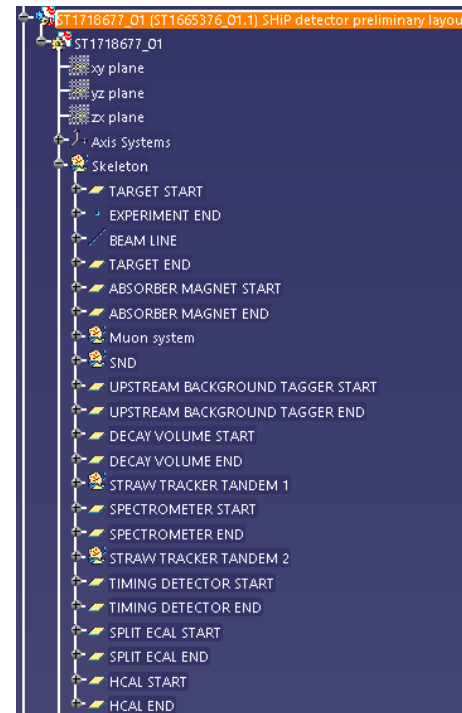 ST1718677_01 (ST1665376_01.1) SHiP detector preliminary layou
ST1718677_01
xy plane
yz plane
zx plane
Axis Systems
Skeleton
TARGET START
EXPERIMENT END
BEAM LINE
TARGET END
ABSORBER MAGNET START
ABSORBER MAGNET END
Muon system
SND
UPSTREAM BACKGROUND TAGGER START
UPSTREAM BACKGROUND TAGGER END
DECAY VOLUME START
DECAY VOLUME END
STRAW TRACKER TANDEM 1
SPECTROMETER START
SPECTROMETER END
STRAW TRACKER TANDEM 2
TIMING DETECTOR START
TIMING DETECTOR END
SPLIT ECAL START
SPLIT ECAL END
HCAL START
HCAL END